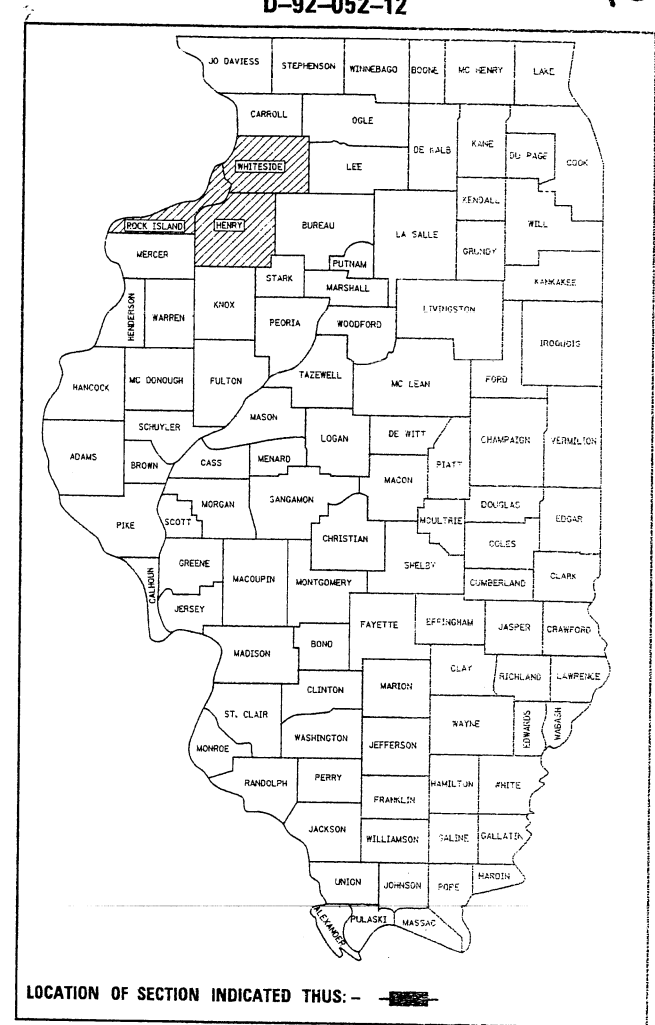 D-92-052-12
JO DAVIESS STEPHENSON WINNEBAGO BOONE MC HENRY LAKE
CARROLL OGLE
DE KALB KANE DU PAGE COOK
WHITESIDE LEE
KENDALL
ROCK ISLAND HENRY BUREAU LA SALLE WILL
MERCER PUTNAM GRUNDY
STARK MARSHALL KANKAKEE
HENDERSON WARREN KNOX PEORIA WOODFORD LIVINGSTON IROQUOIS
HANCOCK MC DONOUGH FULTON TAZEWELL MC LEAN FORD
SCHUYLER MASON
ADAMS BROWN CASS MENARD LOGAN DE WITT CHAMPAIGN VERMILION
PIATT
MACON
PIKE SCOTT MORGAN SANGAMON MOULTRIE DOUGLAS EDGAR
CHRISTIAN COLES
CALHOUN GREENE MACOUPIN MONTGOMERY SHELBY CLARK
CUMBERLAND
JERSEY
FAYETTE EFFINGHAM JASPER CRAWFORD
MADISON BOND
CLAY RICHLAND LAWRENCE
CLINTON MARION
ST. CLAIR WAYNE EDWARDS WABASH
MONROE WASHINGTON JEFFERSON
RANDOLPH PERRY HAMILTON WHITE
FRANKLIN
JACKSON WILLIAMSON SALINE GALLATIN
UNION JOHNSON POPE HARDIN
ALEXANDER PULASKI MASSAC
LOCATION OF SECTION INDICATED THUS: -